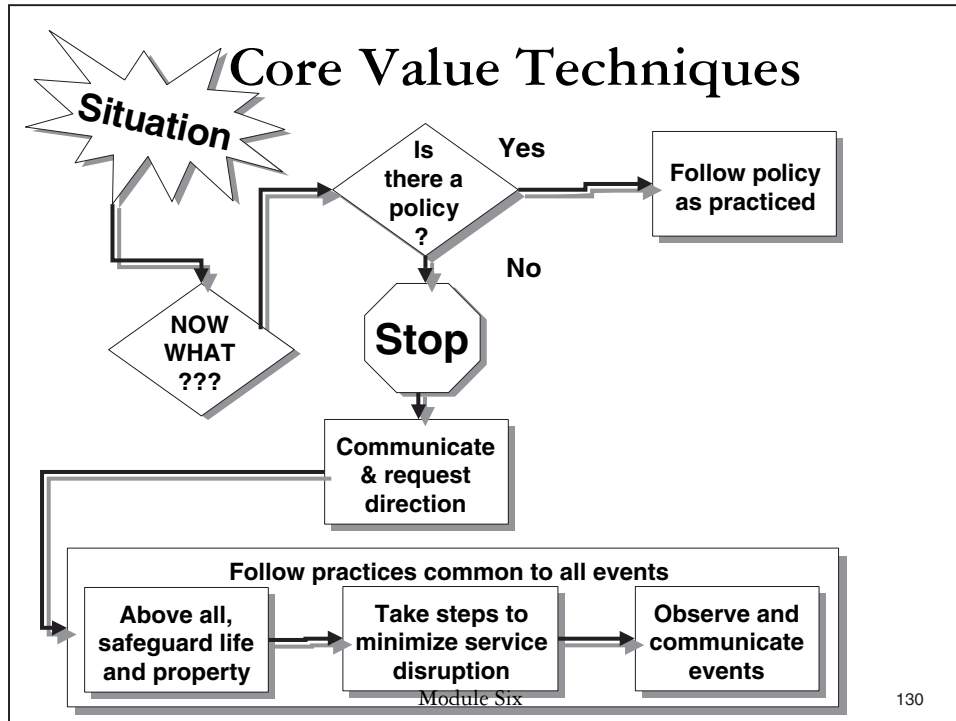 Core Value Techniques
Situation
NOW
WHAT
???
Is
there a
policy
?
Yes
Follow policy
as practiced
No
Stop
Communicate
& request
direction
Follow practices common to all events
Above all,
safeguard life
and property
Take steps to
minimize service
disruption
Observe and
communicate
events
Module Six
130